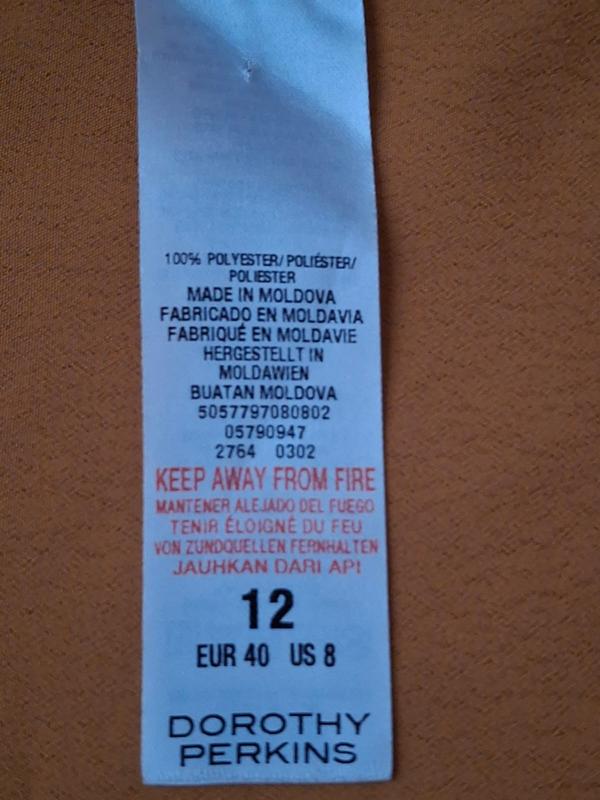 100% POLYESTER/POLIÉSTER/
POLIESTER
MADE IN MOLDOVA
FABRICADO EN MOLDAVIA
FABRIQUÉ EN MOLDAVIE
HERGESTELLT IN
MOLDAWIEN
BUATAN MOLDOVA
5057797080802
05790947
2764 0302
KEEP AWAY FROM FIRE
MANTENER ALEJADO DEL FUEGO
TENIR ÉLOIGNÉ DU FEU
VON ZUNDQUELLEN FERNHALTEN
JAUHKAN DARI API
12
EUR 40 US 8
DOROTHY
PERKINS